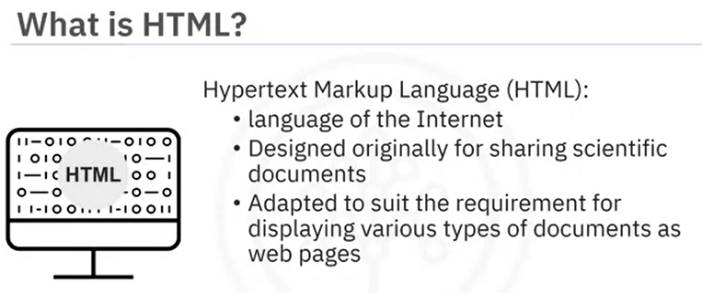 What is HTML?
Hypertext Markup Language (HTML):
• language of the Internet
• Designed originally for sharing scientific
documents
• Adapted to suit the requirement for
displaying various types of documents as
web pages
HTML